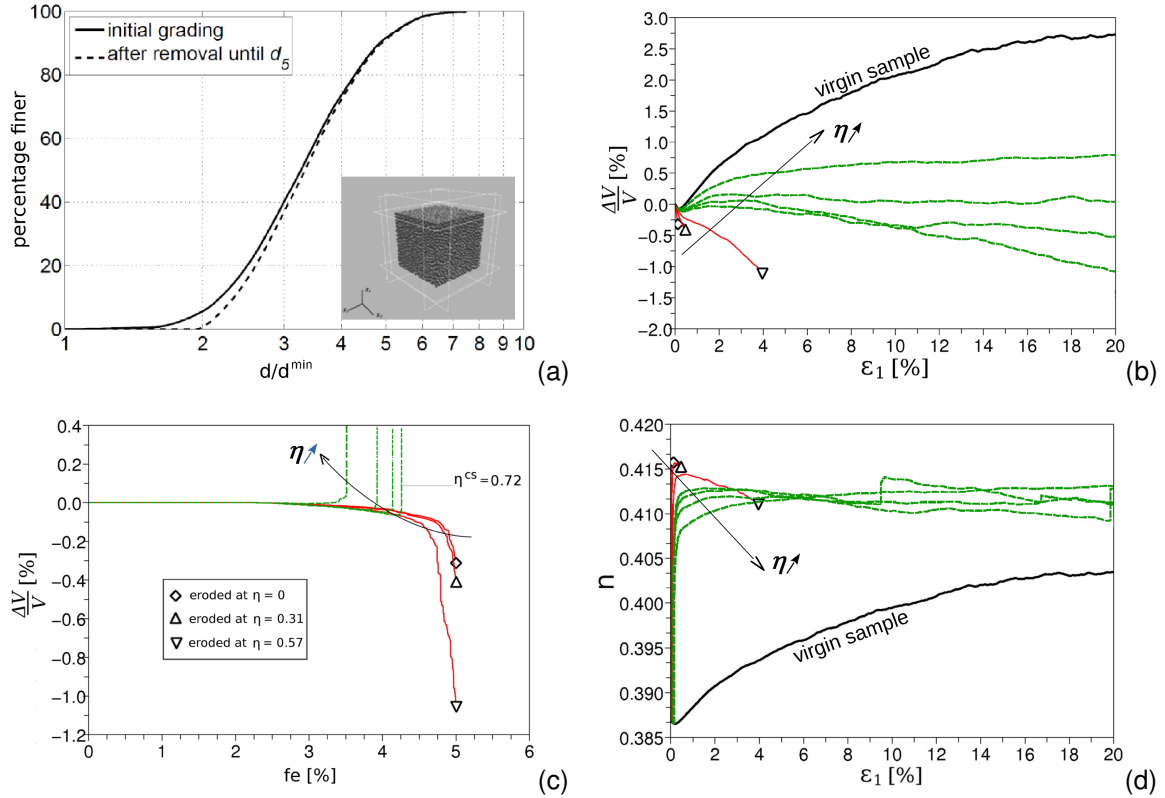 100
80
60
40
20
0
percentage finer
initial grading
after removal until d5
x1
1 2 3 4 5 6 7 8 9 10
d/d^min
(a)
3.0
2.5
2.0
1.5
1.0
0.5
0.0
−0.5
−1.0
−1.5
−2.0
ΔV/V [%]
virgin sample
η↗
0 2 4 6 8 10 12 14 16 18 20
ε1 [%]
(b)
0.4
0.2
0.0
−0.2
−0.4
−0.6
−0.8
−1.0
−1.2
ΔV/V [%]
η↗
η^cs = 0.72
eroded at η = 0
eroded at η = 0.31
eroded at η = 0.57
0 1 2 3 4 5 6
fe [%]
(c)
0.420
0.415
0.410
0.405
0.400
0.395
0.390
0.385
n
η↗
virgin sample
0 2 4 6 8 10 12 14 16 18 20
ε1 [%]
(d)